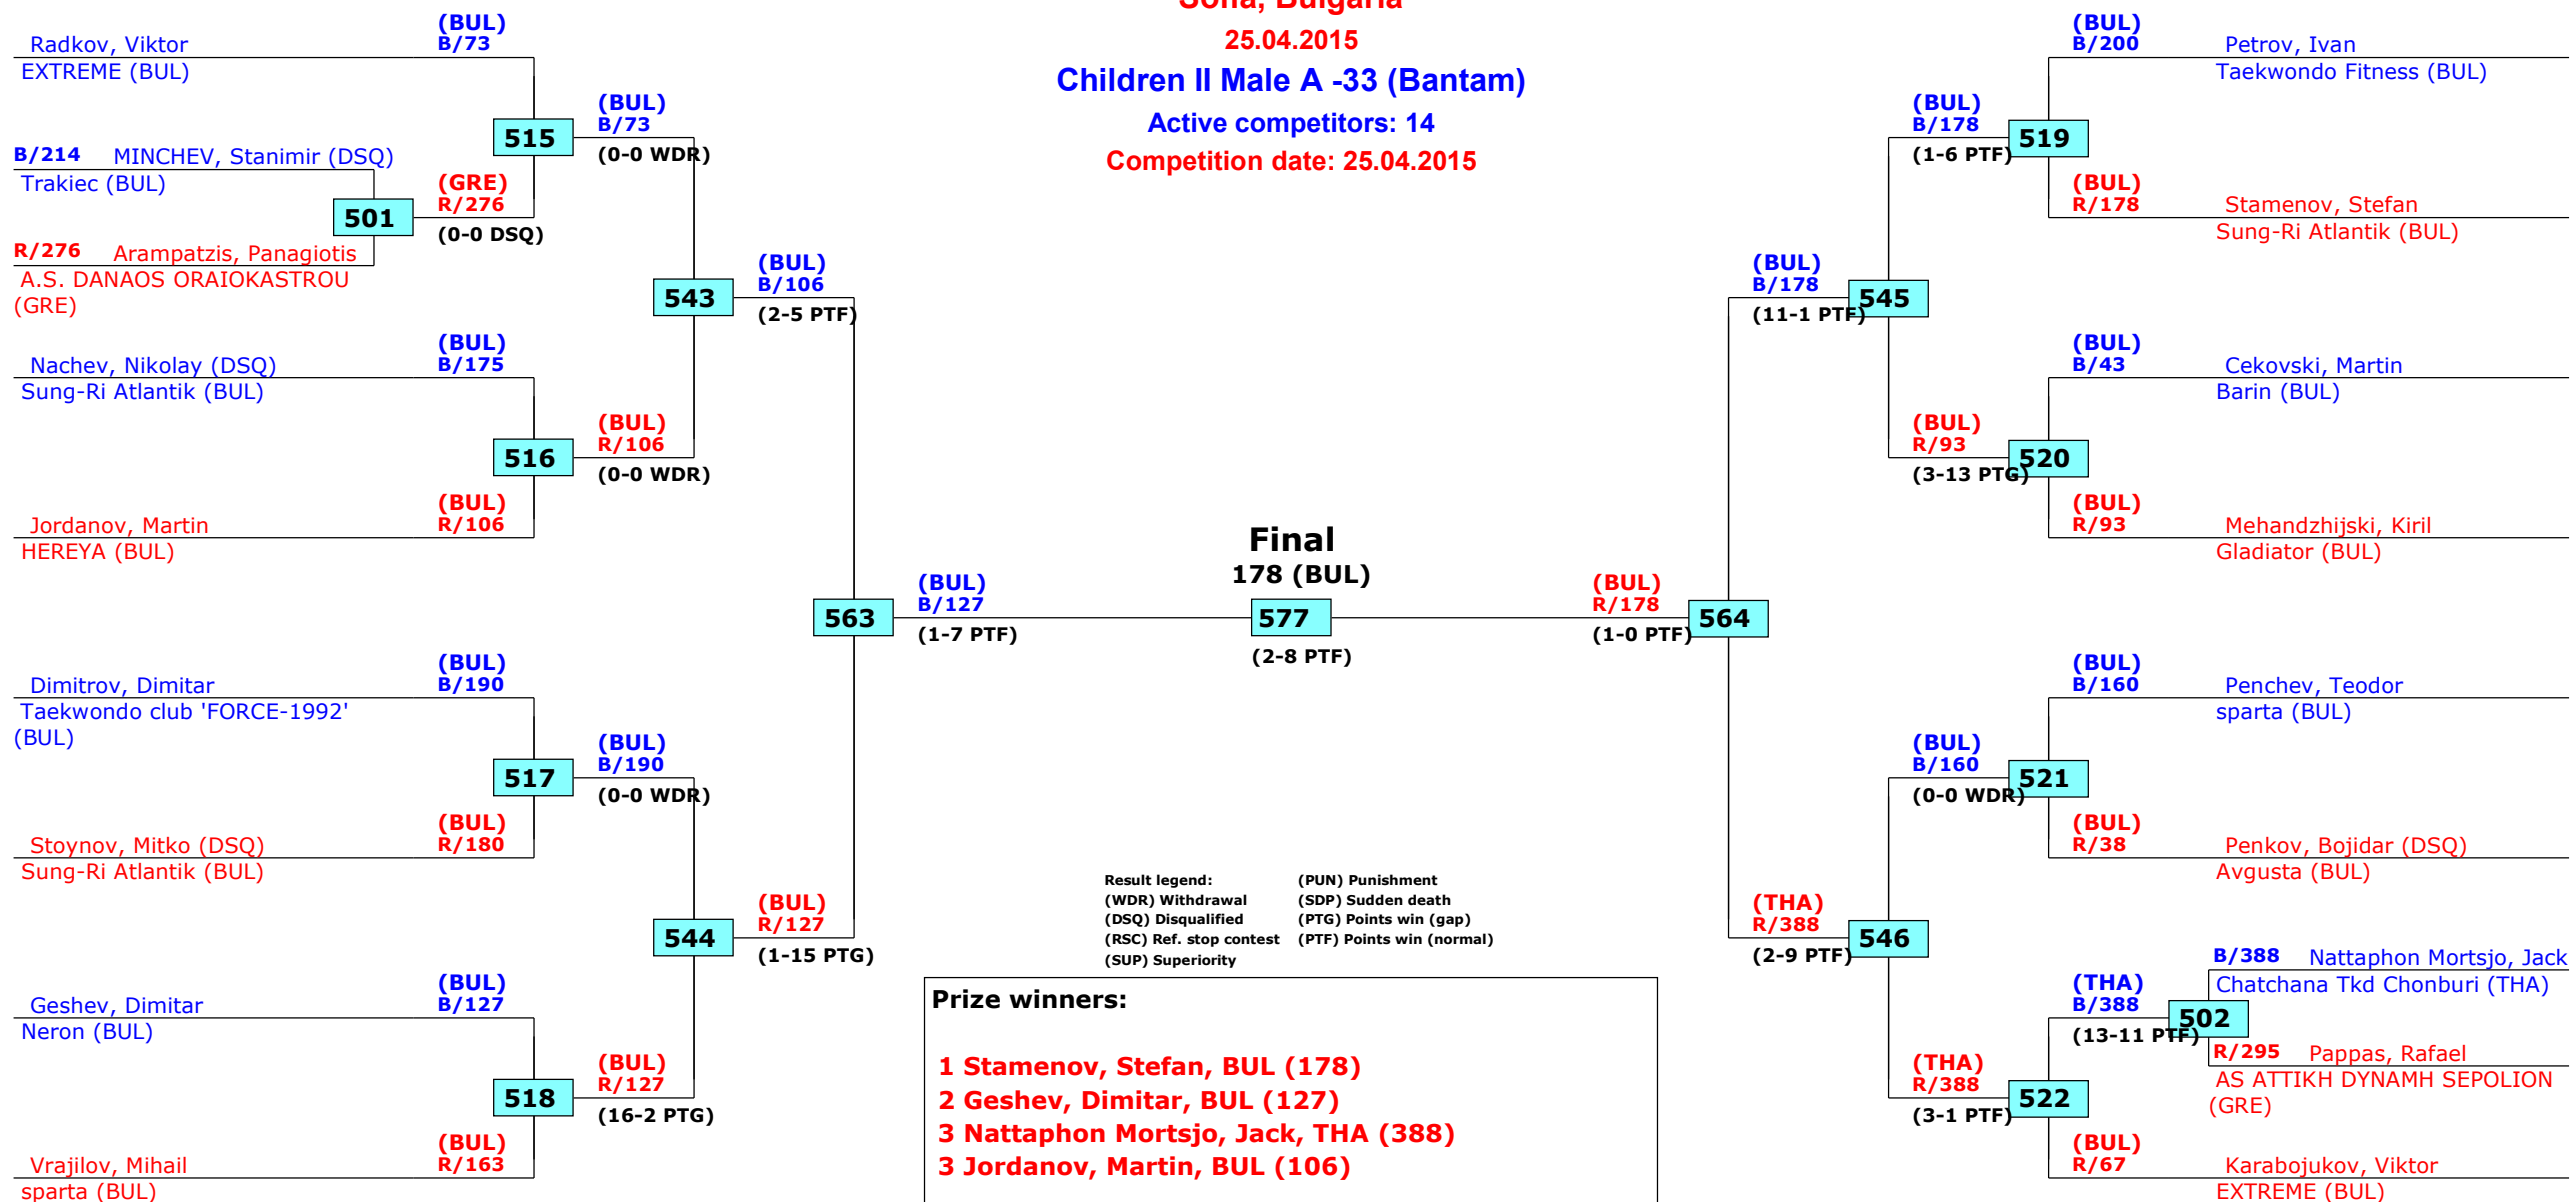 Sofia, Bulgaria
25.04.2015
Children II Male A -33 (Bantam)
Active competitors: 14
Competition date: 25.04.2015
(BUL)
Radkov, Viktor B/73
EXTREME (BUL)
515
(BUL)
B/73
(0-0 WDR)
B/214 MINCHEV, Stanimir (DSQ)
Trakiec (BUL)
501
(GRE)
R/276
(0-0 DSQ)
R/276 Arampatzis, Panagiotis
A.S. DANAOS ORAIOKASTROU
(GRE)
543
(BUL)
B/106
(2-5 PTF)
(BUL)
Nachev, Nikolay (DSQ) B/175
Sung-Ri Atlantik (BUL)
516
(BUL)
R/106
(0-0 WDR)
(BUL)
Jordanov, Martin R/106
HEREYA (BUL)
563
(BUL)
B/127
(1-7 PTF)
(BUL)
Dimitrov, Dimitar B/190
Taekwondo club 'FORCE-1992'
(BUL)
517
(BUL)
B/190
(0-0 WDR)
(BUL)
Stoynov, Mitko (DSQ) R/180
Sung-Ri Atlantik (BUL)
544
(BUL)
R/127
(1-15 PTG)
(BUL)
Geshev, Dimitar B/127
Neron (BUL)
518
(BUL)
R/127
(16-2 PTG)
(BUL)
Vrajilov, Mihail R/163
sparta (BUL)
Final
178 (BUL)
577
(2-8 PTF)
(BUL)
R/178
(1-0 PTF)
564
(BUL)
B/200 Petrov, Ivan
Taekwondo Fitness (BUL)
(BUL)
B/178
(1-6 PTF)
519
(BUL)
R/178 Stamenov, Stefan
Sung-Ri Atlantik (BUL)
(BUL)
B/178
(11-1 PTF)
545
(BUL)
B/43 Cekovski, Martin
Barin (BUL)
(BUL)
R/93
(3-13 PTG)
520
(BUL)
R/93 Mehandzhijski, Kiril
Gladiator (BUL)
(BUL)
B/160 Penchev, Teodor
sparta (BUL)
(BUL)
B/160
(0-0 WDR)
521
(BUL)
R/38 Penkov, Bojidar (DSQ)
Avgusta (BUL)
(THA)
R/388
(2-9 PTF)
546
B/388 Nattaphon Mortsjo, Jack
Chatchana Tkd Chonburi (THA)
(THA)
B/388
(13-11 PTF)
502
R/295 Pappas, Rafael
AS ATTIKH DYNAMH SEPOLION
(GRE)
(THA)
R/388
(3-1 PTF)
522
(BUL)
R/67 Karabojukov, Viktor
EXTREME (BUL)
Result legend: (PUN) Punishment
(WDR) Withdrawal (SDP) Sudden death
(DSQ) Disqualified (PTG) Points win (gap)
(RSC) Ref. stop contest (PTF) Points win (normal)
(SUP) Superiority
Prize winners:
1 Stamenov, Stefan, BUL (178)
2 Geshev, Dimitar, BUL (127)
3 Nattaphon Mortsjo, Jack, THA (388)
3 Jordanov, Martin, BUL (106)